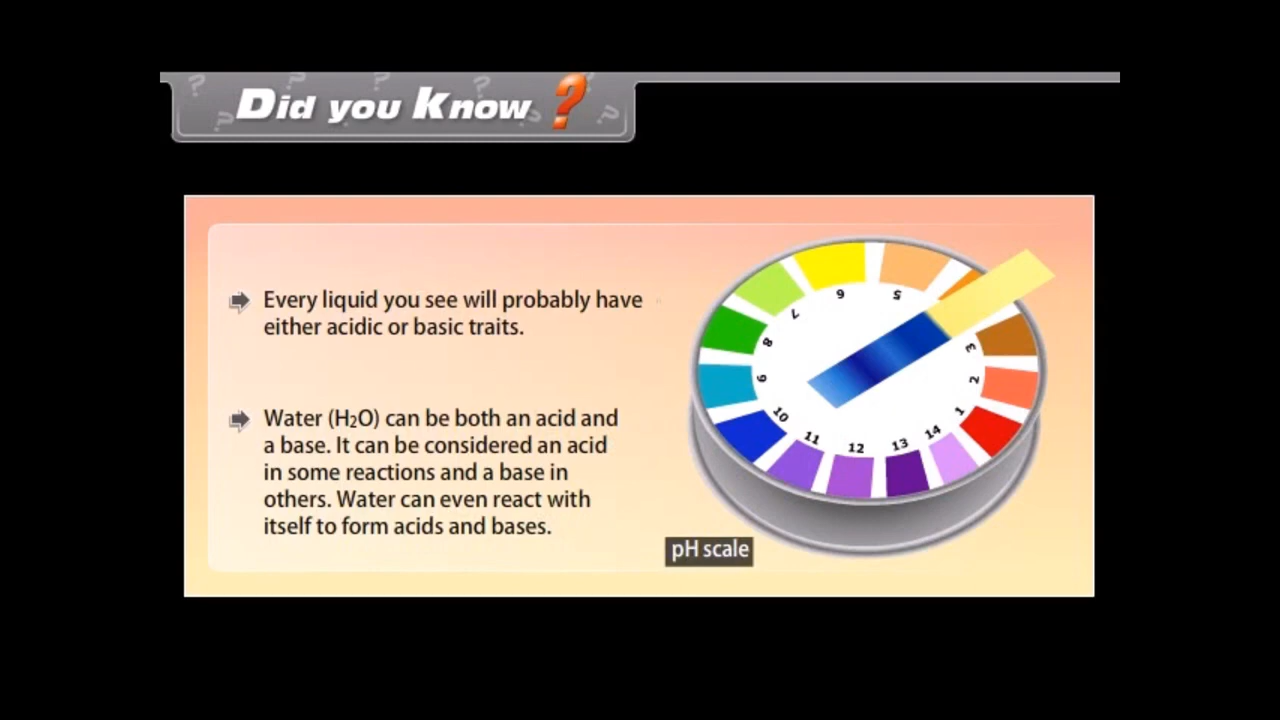 Did you Know ?
Every liquid you see will probably have
either acidic or basic traits.
Water (H2O) can be both an acid and
a base. It can be considered an acid
in some reactions and a base in
others. Water can even react with
itself to form acids and bases.
6
5
7
8
3
9
2
10
1
11
12
13
14
pH scale